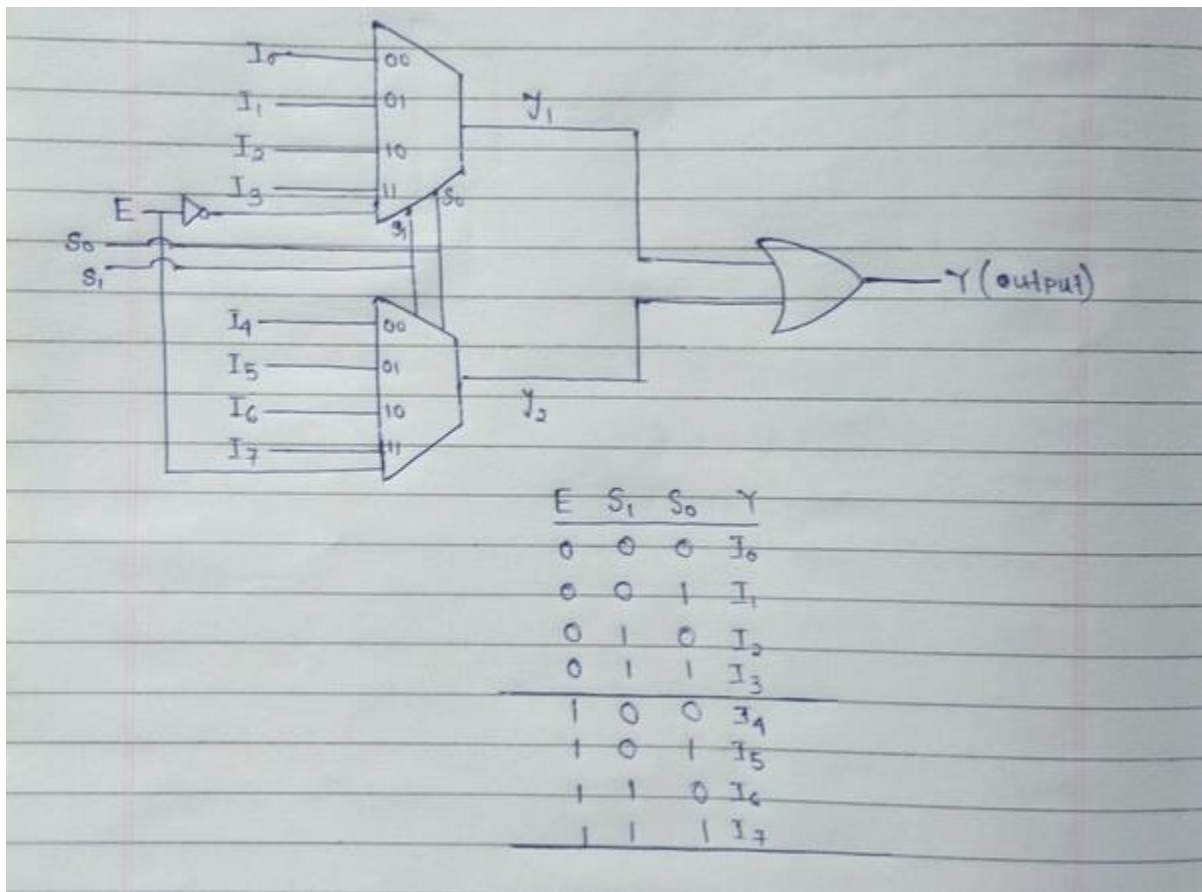 I₀
00
I₁
01
y₁
I₂
10
I₃
11
S₀
E
S₁
S₀
S₁
Y (output)
I₄
00
I₅
01
I₆
10
y₂
I₇
11
E S₁ S₀ Y
0 0 0 I₀
0 0 1 I₁
0 1 0 I₂
0 1 1 I₃
1 0 0 I₄
1 0 1 I₅
1 1 0 I₆
1 1 1 I₇